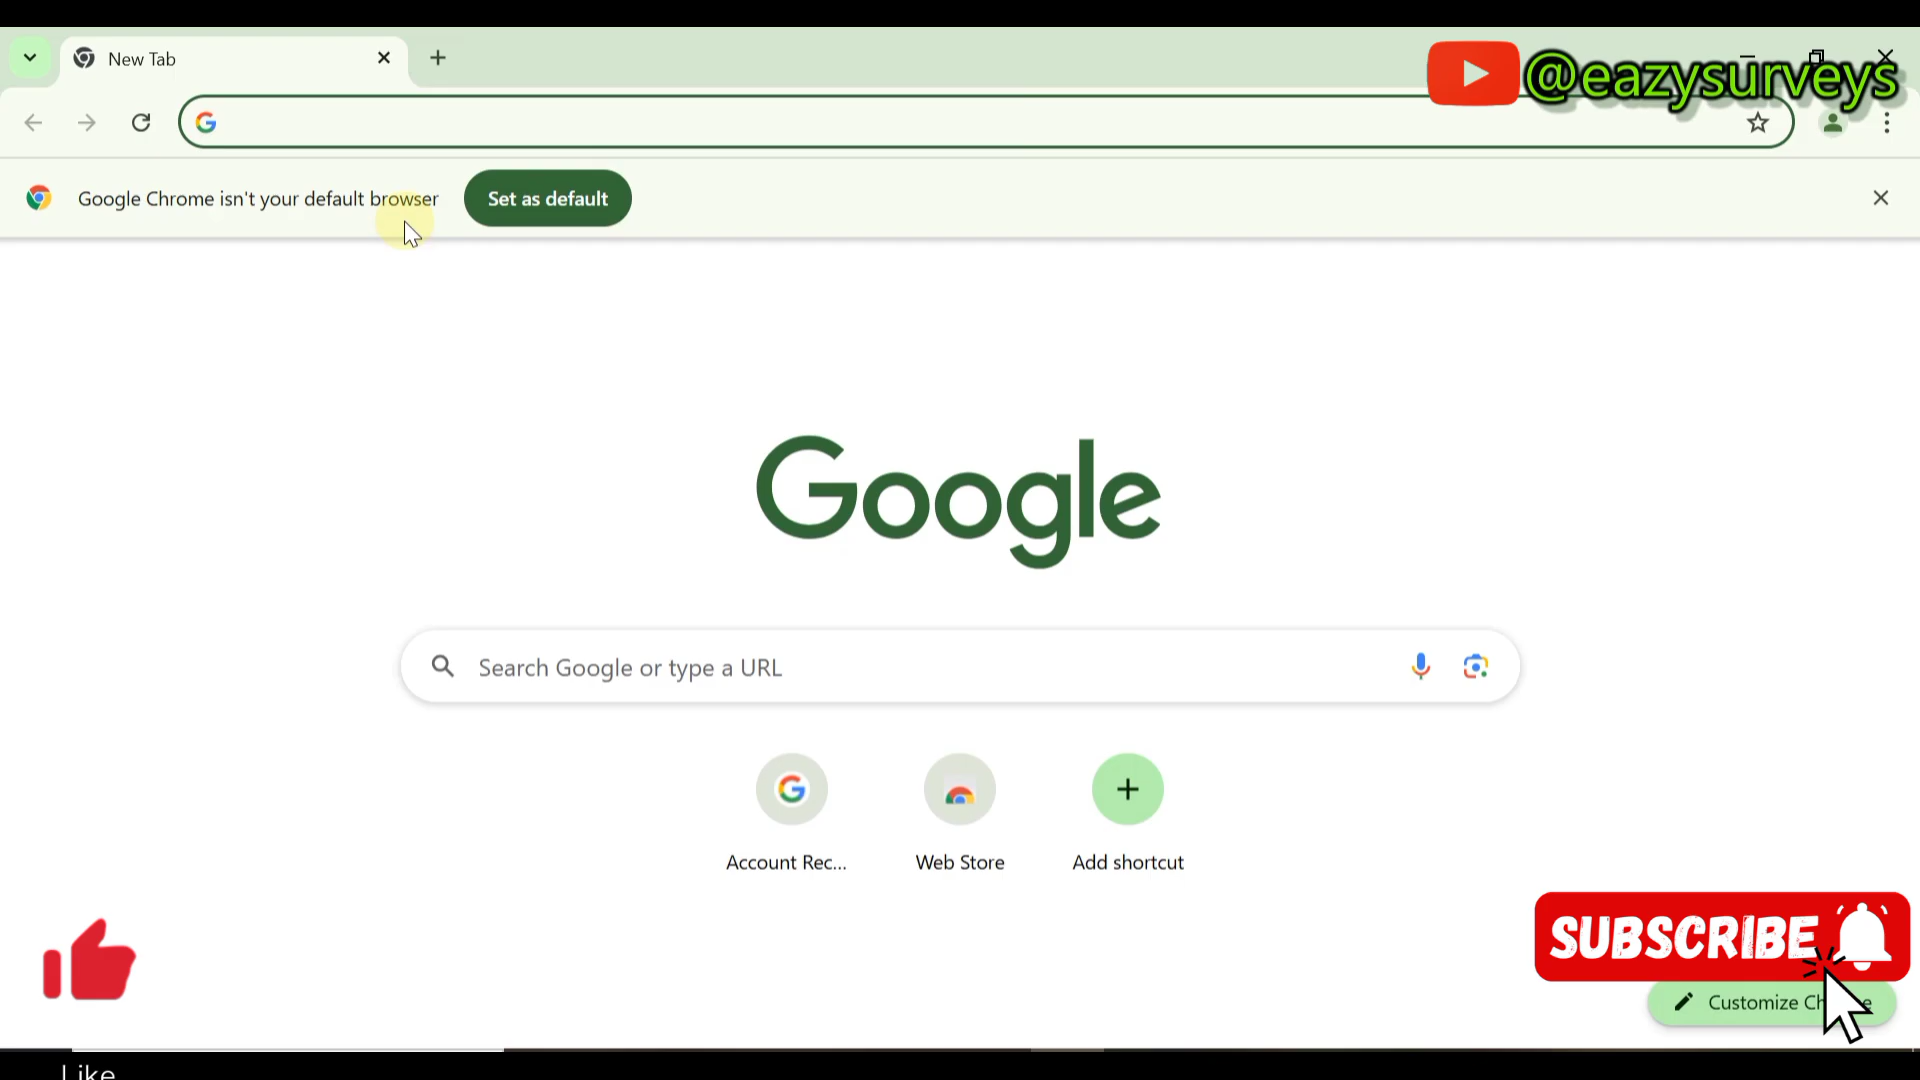 New Tab
@eazysurveys
Google Chrome isn't your default browser
Set as default
Google
Search Google or type a URL
Account Rec...
Web Store
Add shortcut
SUBSCRIBE
Customize
Like